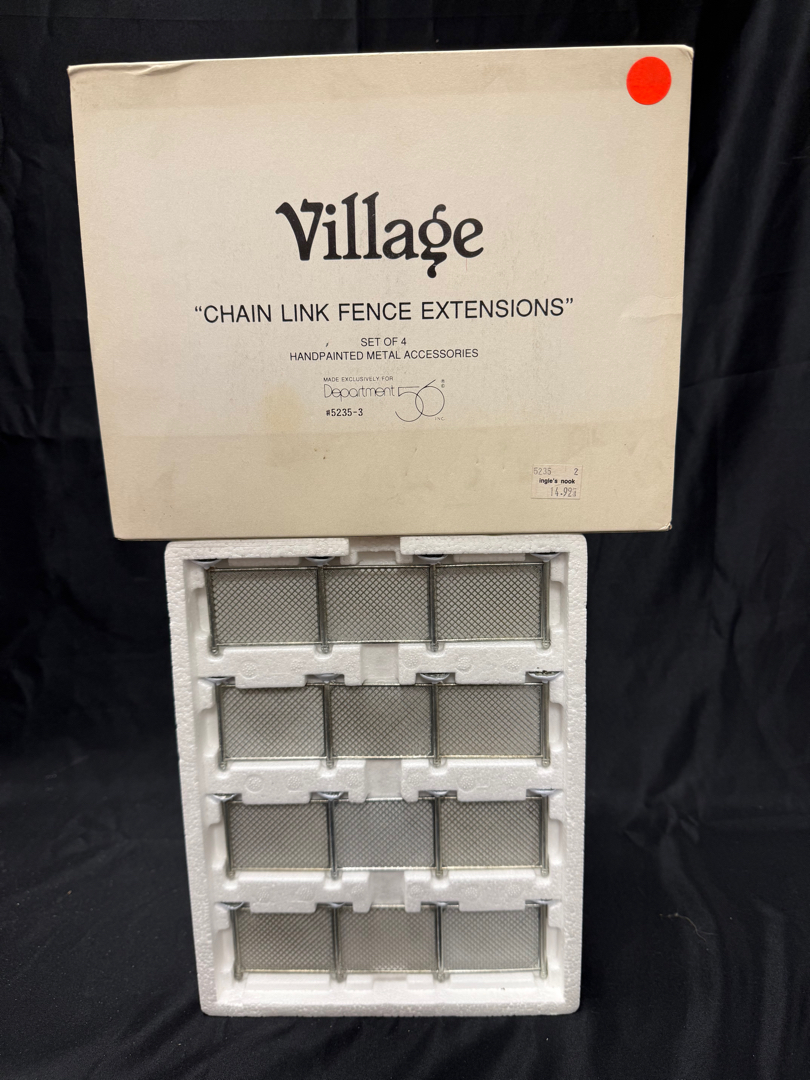 Village
“CHAIN LINK FENCE EXTENSIONS”
SET OF 4
HANDPAINTED METAL ACCESSORIES
MADE EXCLUSIVELY FOR
Department 56®
INC.
#5235-3
5235 2
ingle's nook
14.92